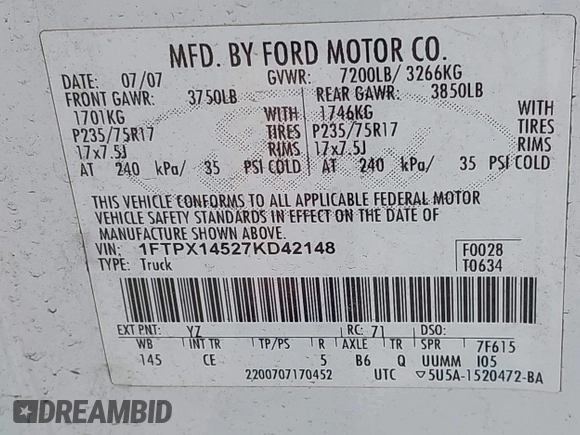 MFD. BY FORD MOTOR CO.
DATE: 07/07 GVWR: 7200LB/ 3266KG
FRONT GAWR: 3750LB REAR GAWR: 3850LB
1701KG WITH 1746KG WITH
P235/75R17 TIRES P235/75R17 TIRES
17x7.5J RIMS 17x7.5J RIMS
AT 240 kPa/ 35 PSI COLD AT 240 kPa/ 35 PSI COLD
THIS VEHICLE CONFORMS TO ALL APPLICABLE FEDERAL MOTOR
VEHICLE SAFETY STANDARDS IN EFFECT ON THE DATE OF
MANUFACTURE SHOWN ABOVE.
VIN: 1FTPX14527KD42148 F0028
TYPE: Truck T0634
EXT PNT: YZ RC: 71 DSO:
WB INT TR TP/PS R AXLE TR SPR 7F615
145 CE 5 B6 Q UUMM I05
2200707170452 UTC ▽5U5A-1520472-BA
DREAMBID